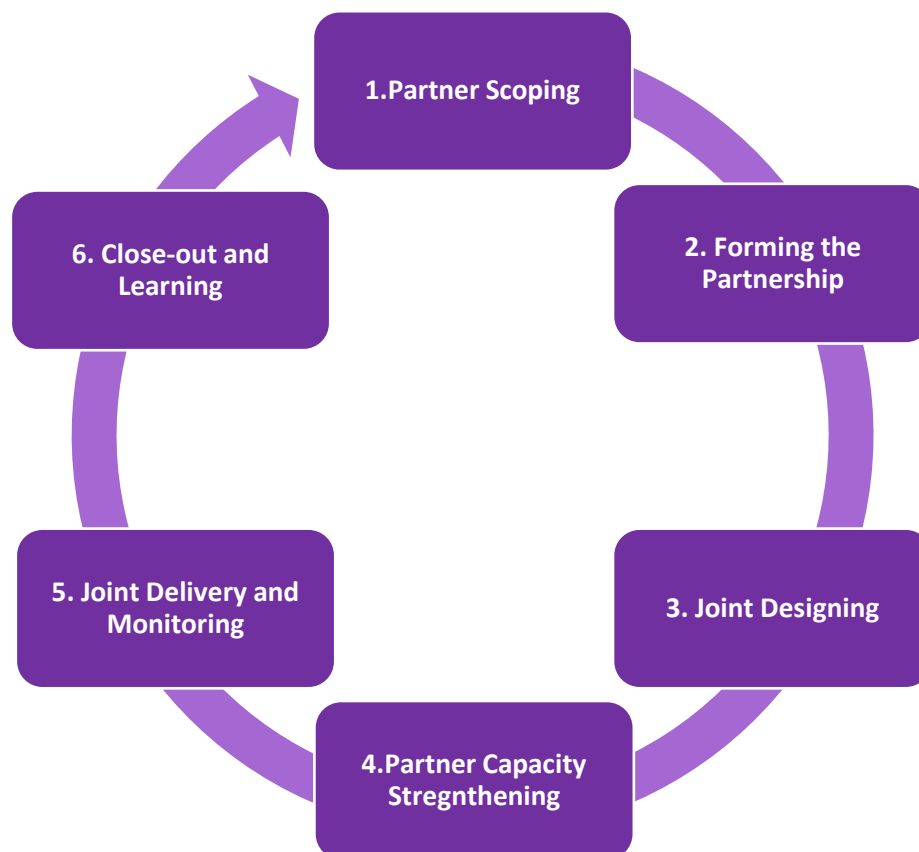 1.Partner Scoping
2. Forming the
Partnership
3. Joint Designing
4.Partner Capacity
Stregnthening
5. Joint Delivery and
Monitoring
6. Close-out and
Learning